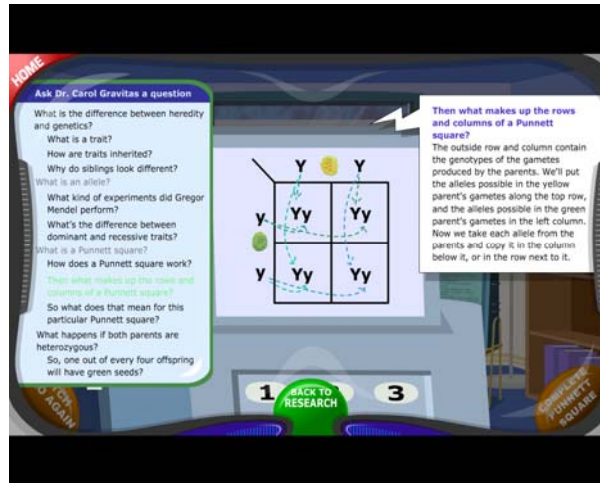 HOME
Ask Dr. Carol Gravitas a question
What is the difference between heredity
and genetics?
What is a trait?
How are traits inherited?
Why do siblings look different?
What is an allele?
What kind of experiments did Gregor
Mendel perform?
What's the difference between
dominant and recessive traits?
What is a Punnett square?
How does a Punnett square work?
Then what makes up the rows and
columns of a Punnett square?
So what does that mean for this
particular Punnett square?
What happens if both parents are
heterozygous?
So, one out of every four offspring
will have green seeds?
Y Y
y Yy Yy
y Yy Yy
Then what makes up the rows
and columns of a Punnett
square?
The outside row and column contain
the genotypes of the gametes
produced by the parents. We'll put
the alleles possible in the yellow
parent's gametes along the top row,
and the alleles possible in the green
parent's gametes in the left column.
Now we take each allele from the
parents and copy it in the column
below it, or in the row next to it.
AGAIN
1 3
BACK TO
RESEARCH
COMPLETE
PUNNETT
SQUARE